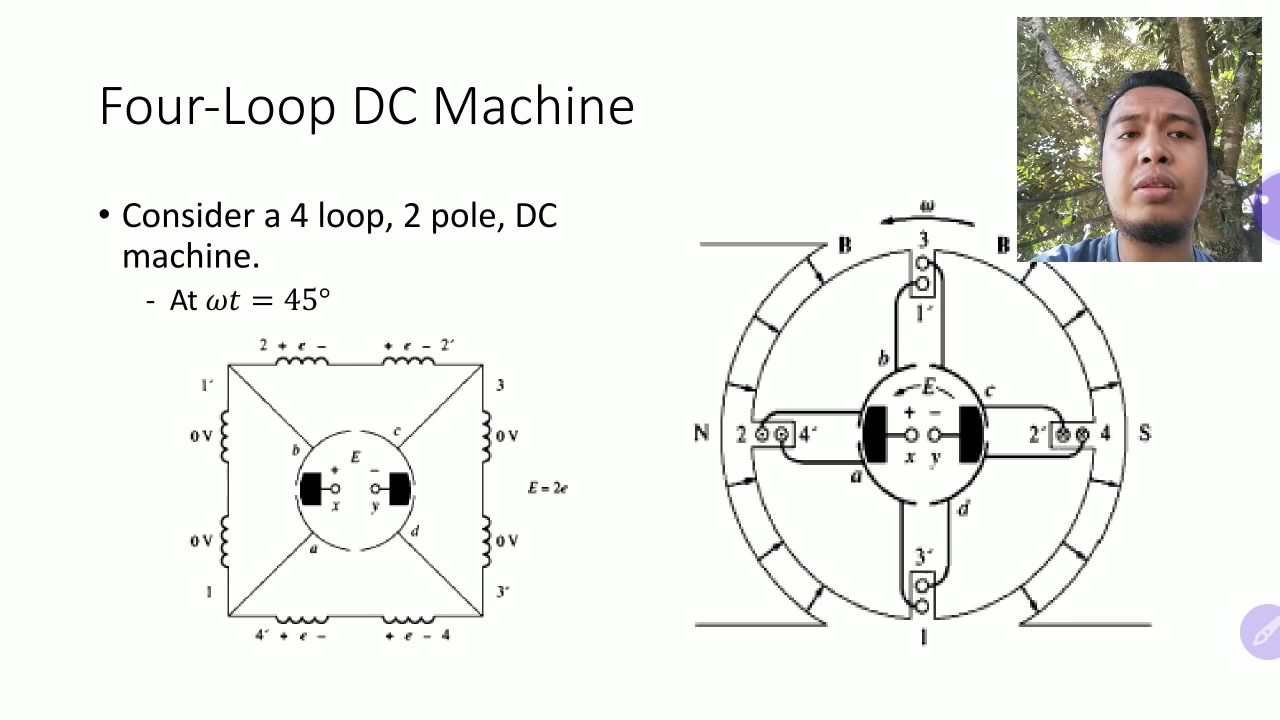 Four-Loop DC Machine
• Consider a 4 loop, 2 pole, DC
machine.
- At ωt = 45°
2 + e − + e − 2′
1′ 3
b c
0 V E 0 V
+ −
x y
E = 2e
0 V a d 0 V
1 3′
4′ + e − + e − 4
ω
B 3 B
1′
b E c
+ −
N 2 4′ x y 2′ 4 S
a d
3′
1